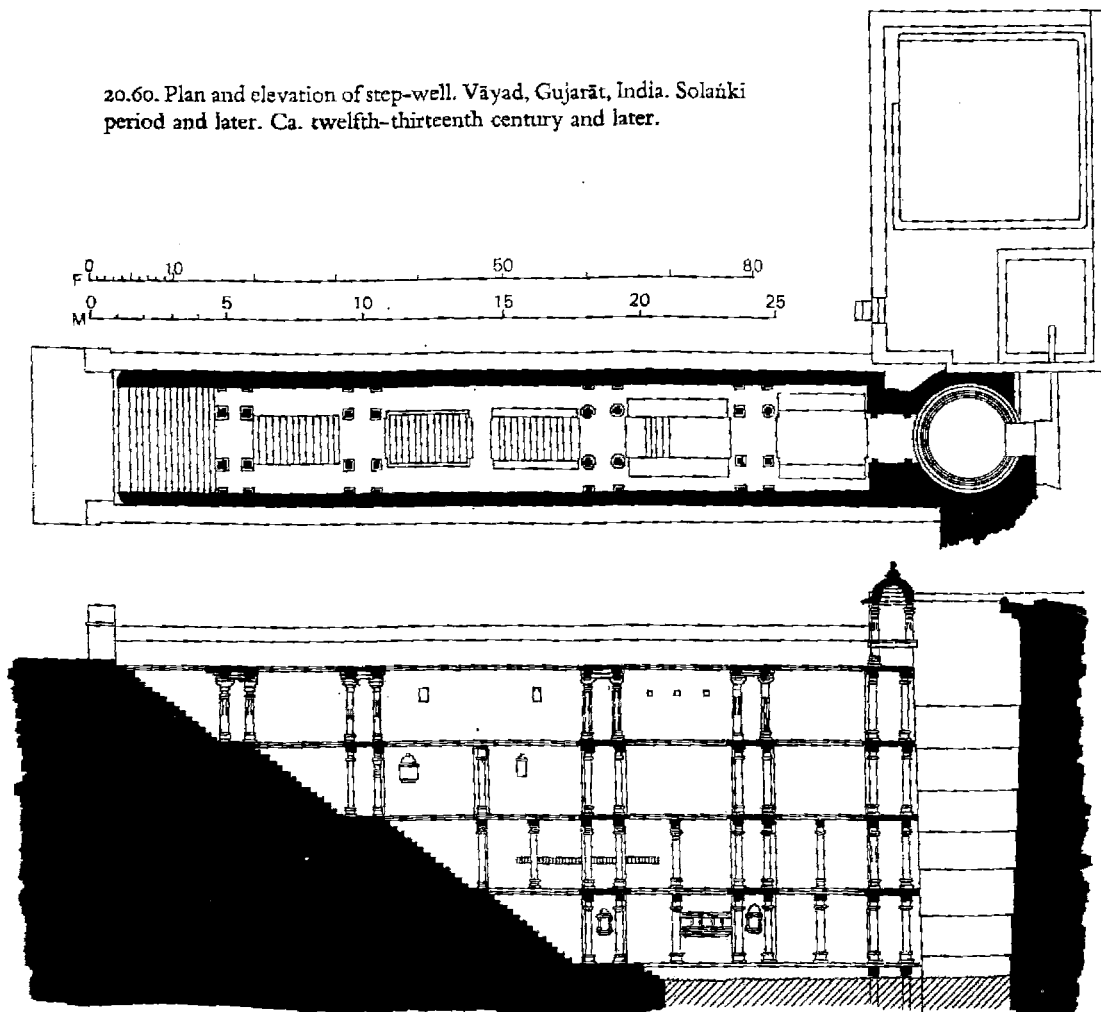 20.60. Plan and elevation of step-well. Vāyad, Gujarāt, India. Solaṅki
period and later. Ca. twelfth-thirteenth century and later.
F 0 10 50 80
M 0 5 10 15 20 25